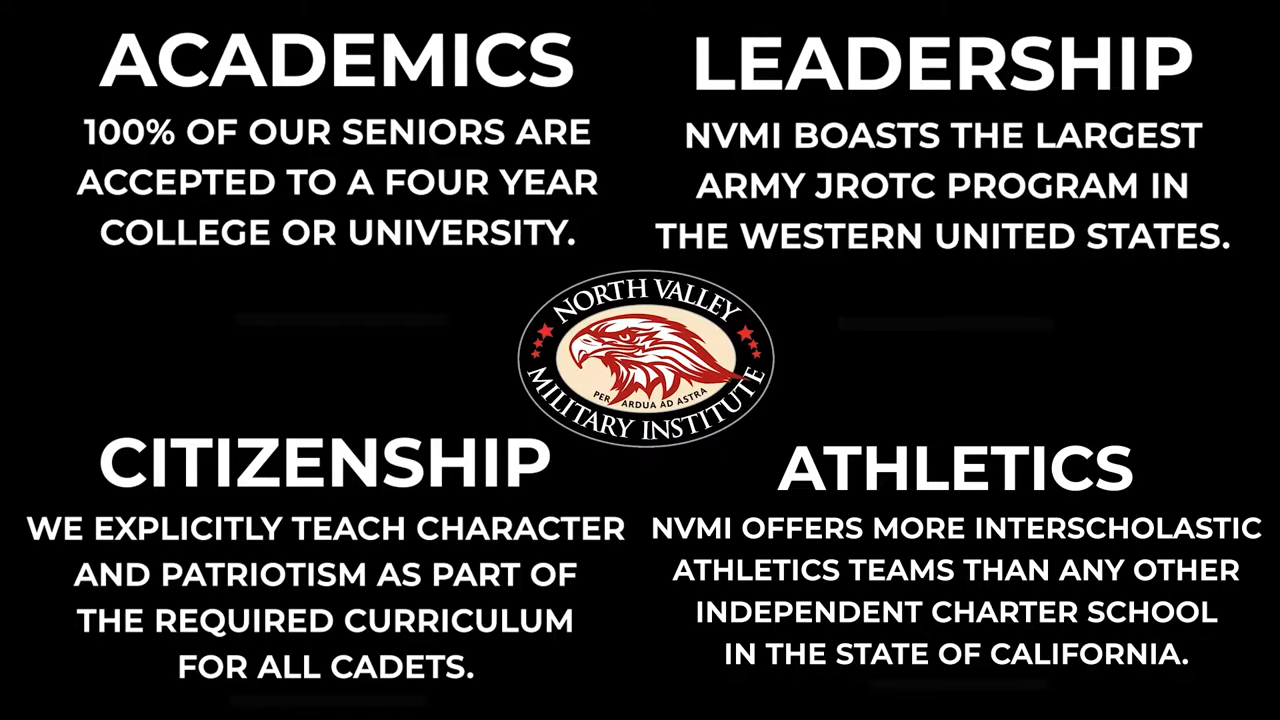 ACADEMICS
100% OF OUR SENIORS ARE
ACCEPTED TO A FOUR YEAR
COLLEGE OR UNIVERSITY.
LEADERSHIP
NVMI BOASTS THE LARGEST
ARMY JROTC PROGRAM IN
THE WESTERN UNITED STATES.
NORTH VALLEY
PER ARDUA AD ASTRA
MILITARY INSTITUTE
CITIZENSHIP
WE EXPLICITLY TEACH CHARACTER
AND PATRIOTISM AS PART OF
THE REQUIRED CURRICULUM
FOR ALL CADETS.
ATHLETICS
NVMI OFFERS MORE INTERSCHOLASTIC
ATHLETICS TEAMS THAN ANY OTHER
INDEPENDENT CHARTER SCHOOL
IN THE STATE OF CALIFORNIA.